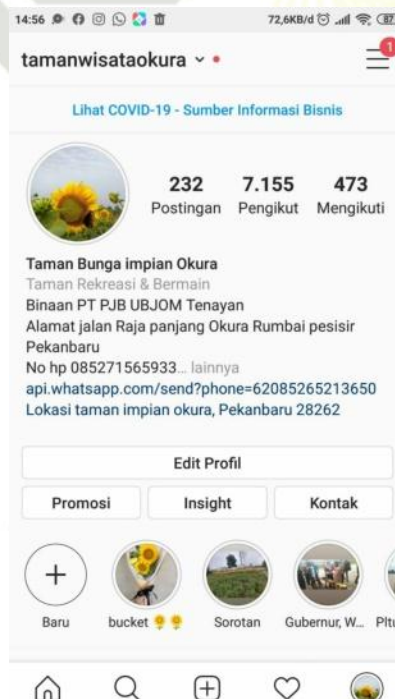 14:56 72,6KB/d 87
tamanwisataokura
1
Lihat COVID-19 - Sumber Informasi Bisnis
232 7.155 473
Postingan Pengikut Mengikuti
Taman Bunga impian Okura
Taman Rekreasi & Bermain
Binaan PT PJB UBJOM Tenayan
Alamat jalan Raja panjang Okura Rumbai pesisir
Pekanbaru
No hp 085271565933... lainnya
api.whatsapp.com/send?phone=62085265213650
Lokasi taman impian okura, Pekanbaru 28262
Edit Profil
Promosi Insight Kontak
Baru bucket 🌻🌻 Sorotan Gubernur, W... Pltu